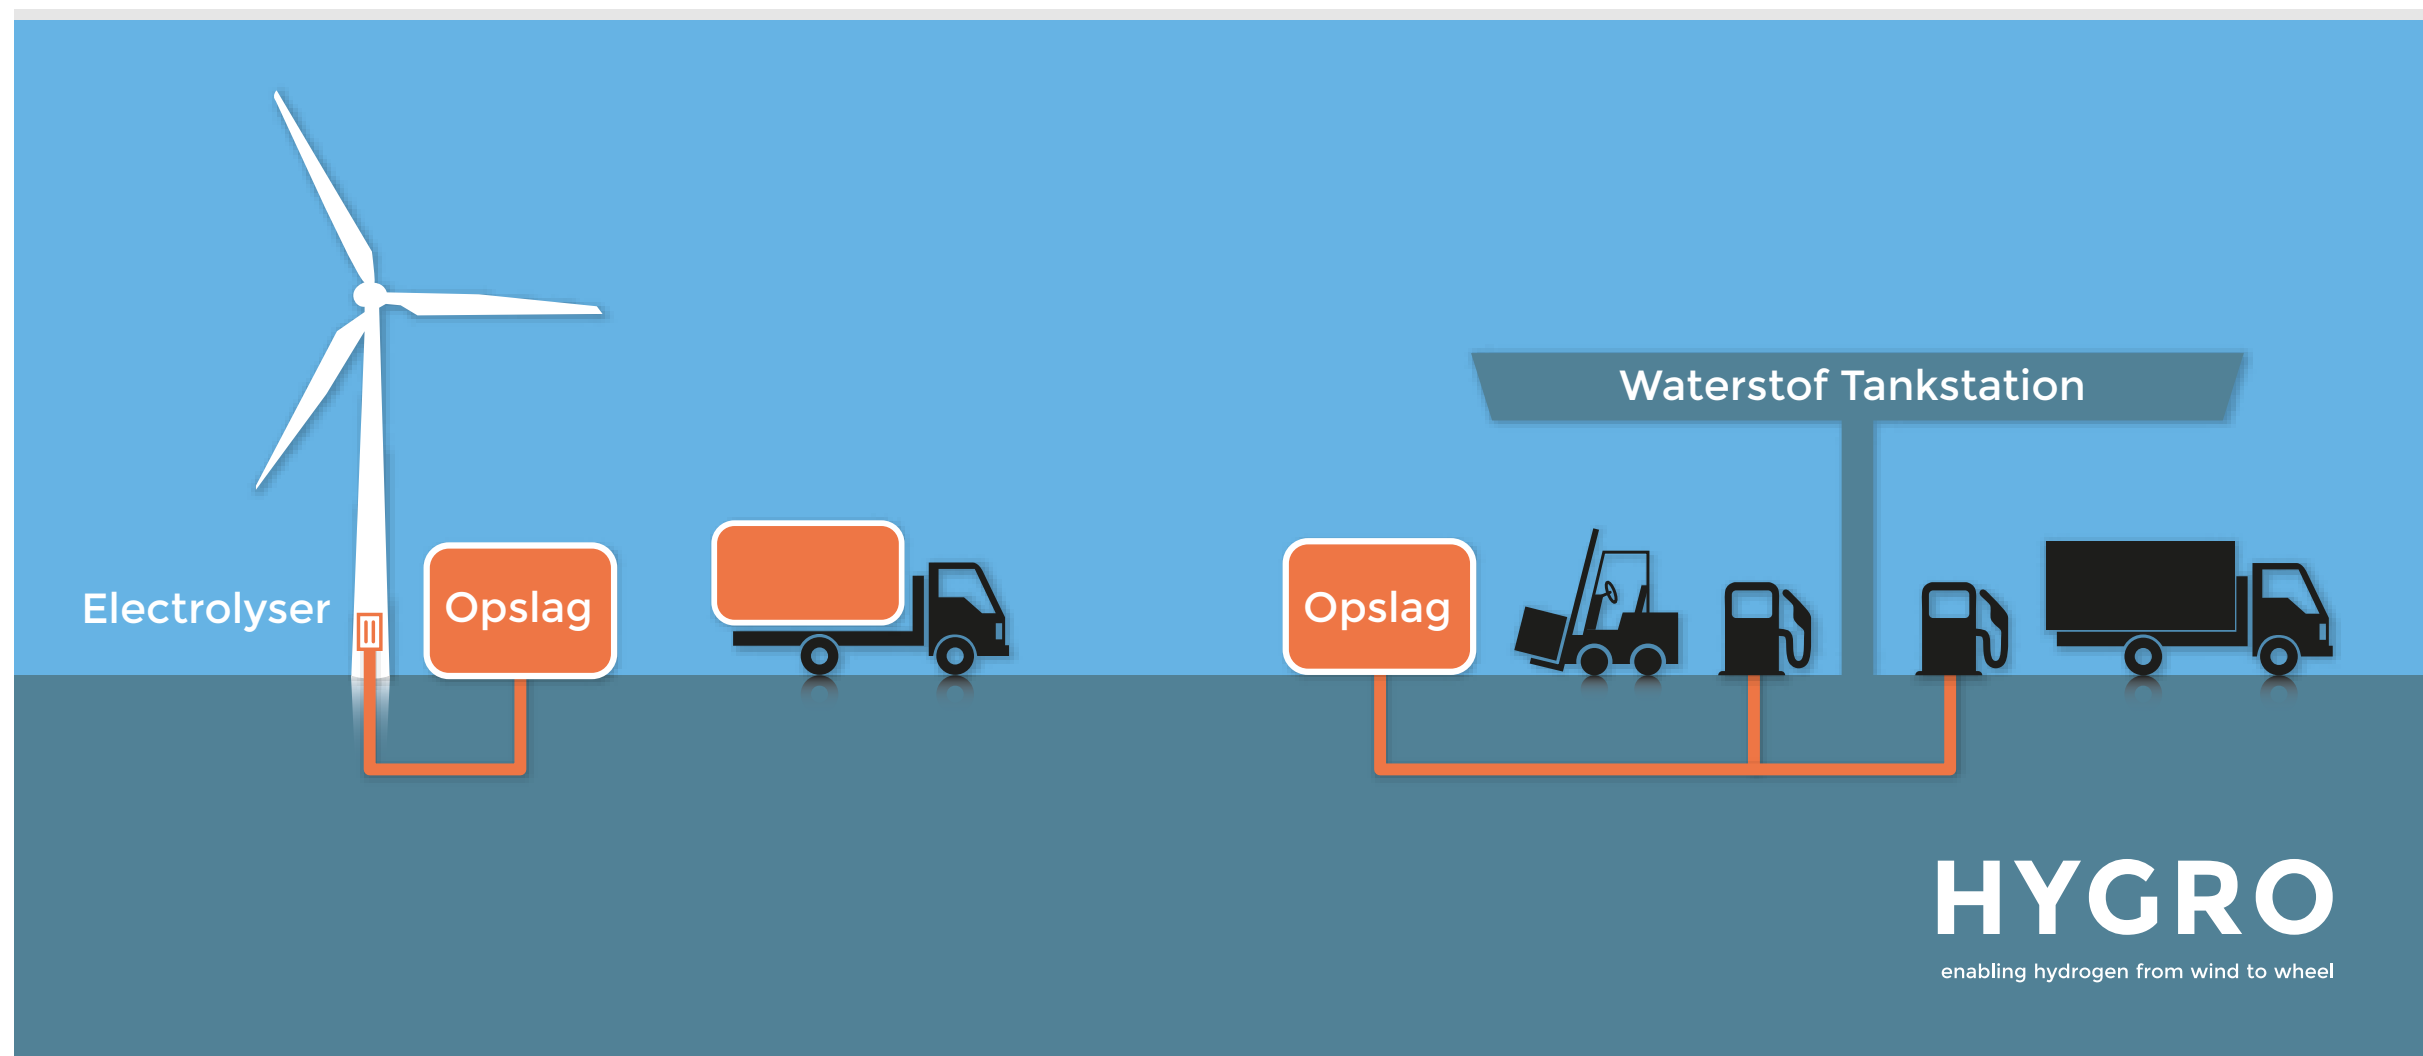 Waterstof Tankstation
Electrolyser
Opslag
Opslag
HYGRO
enabling hydrogen from wind to wheel